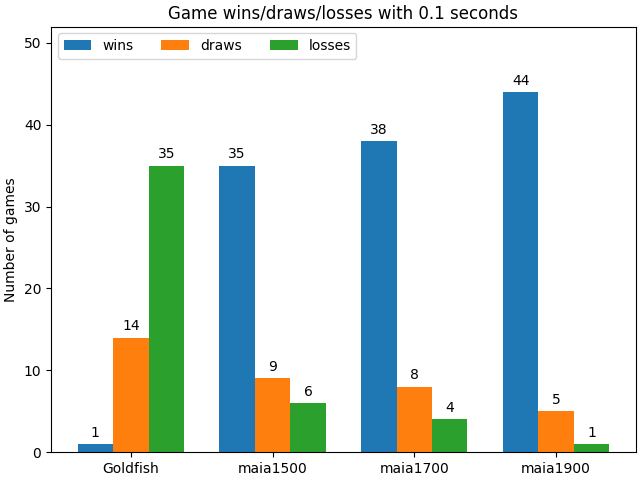 Game wins/draws/losses with 0.1 seconds
wins draws losses
Number of games
50
40
30
20
10
0
1 14 35
35 9 6
38 8 4
44 5 1
Goldfish maia1500 maia1700 maia1900